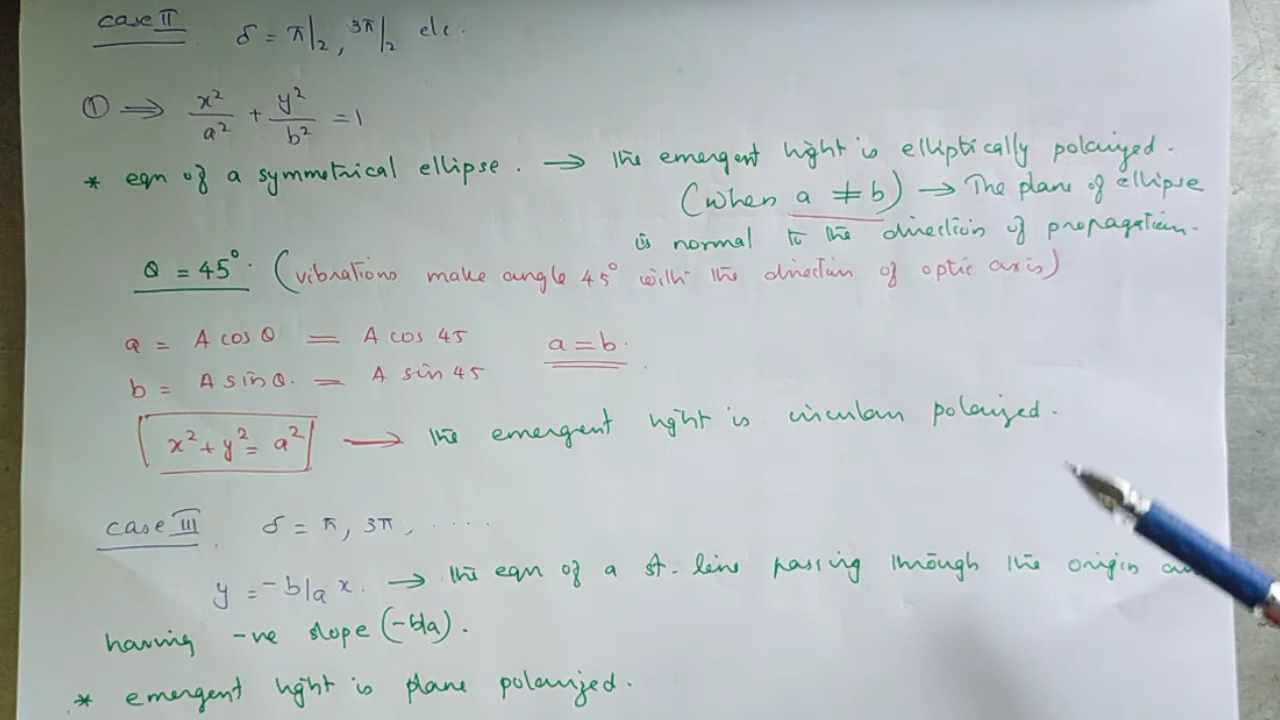 case II δ = π/2, 3π/2 etc.
① ⟹ x²/a² + y²/b² = 1
* eqn of a symmetrical ellipse. → the emergent light is elliptically polarized.
(when a ≠ b) → The plane of ellipse
is normal to the direction of propagation.
θ = 45°. (vibrations make angle 45° with the direction of optic axis)
a = A cos θ = A cos 45 a = b.
b = A sin θ. = A sin 45
x² + y² = a² → the emergent light is circular polarized.
case III δ = π, 3π, .....
y = -b/a x. → the eqn of a st. line passing through the origin
having -ve slope (-b/a).
* emergent light is plane polarized.